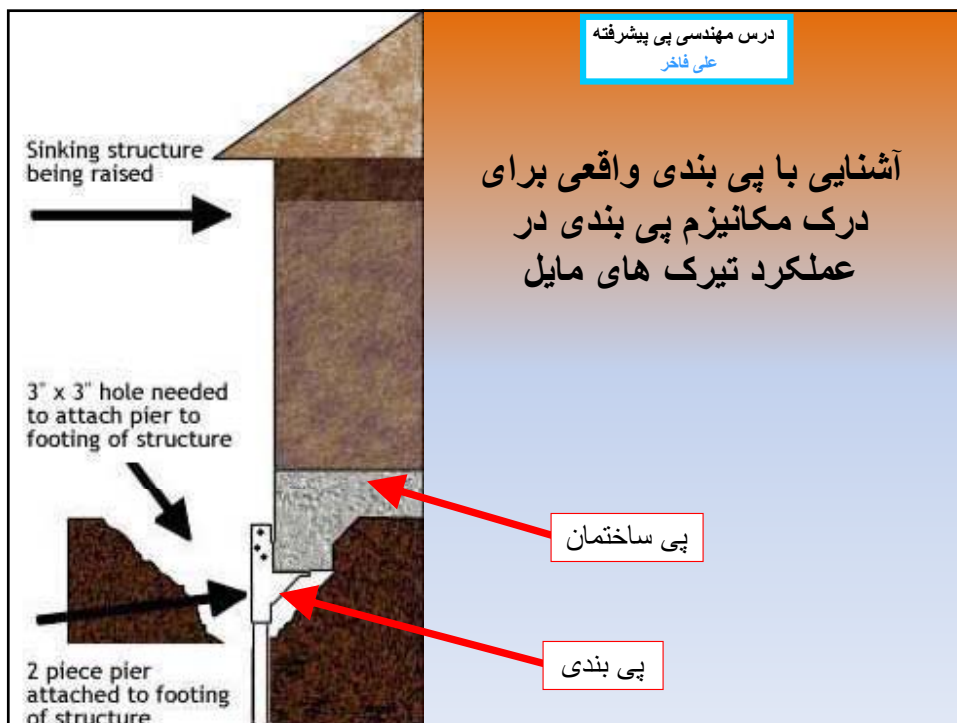 درس مهندسی پی پیشرفته
علی فاخر
آشنایی با پی بندی واقعی برای
درک مکانیزم پی بندی در
عملکرد تیرک های مایل
Sinking structure
being raised
3" x 3" hole needed
to attach pier to
footing of structure
پی ساختمان
پی بندی
2 piece pier
attached to footing
of structure